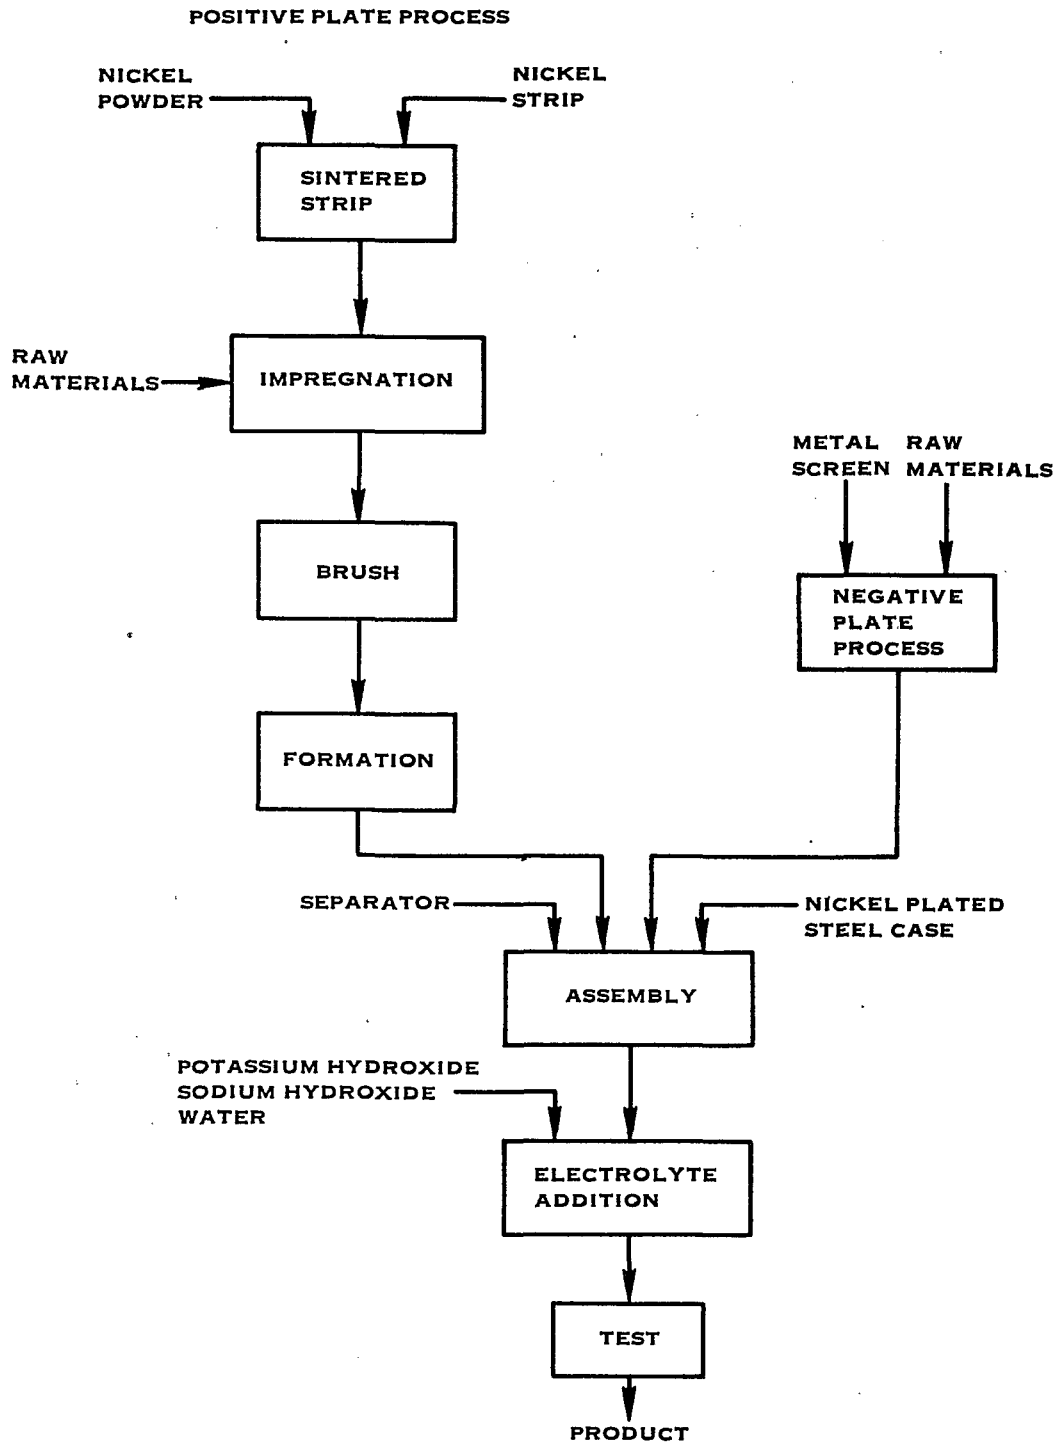 POSITIVE PLATE PROCESS
NICKEL
POWDER
NICKEL
STRIP
SINTERED
STRIP
RAW
MATERIALS
IMPREGNATION
METAL
SCREEN
RAW
MATERIALS
BRUSH
NEGATIVE
PLATE
PROCESS
FORMATION
SEPARATOR
NICKEL PLATED
STEEL CASE
ASSEMBLY
POTASSIUM HYDROXIDE
SODIUM HYDROXIDE
WATER
ELECTROLYTE
ADDITION
TEST
PRODUCT